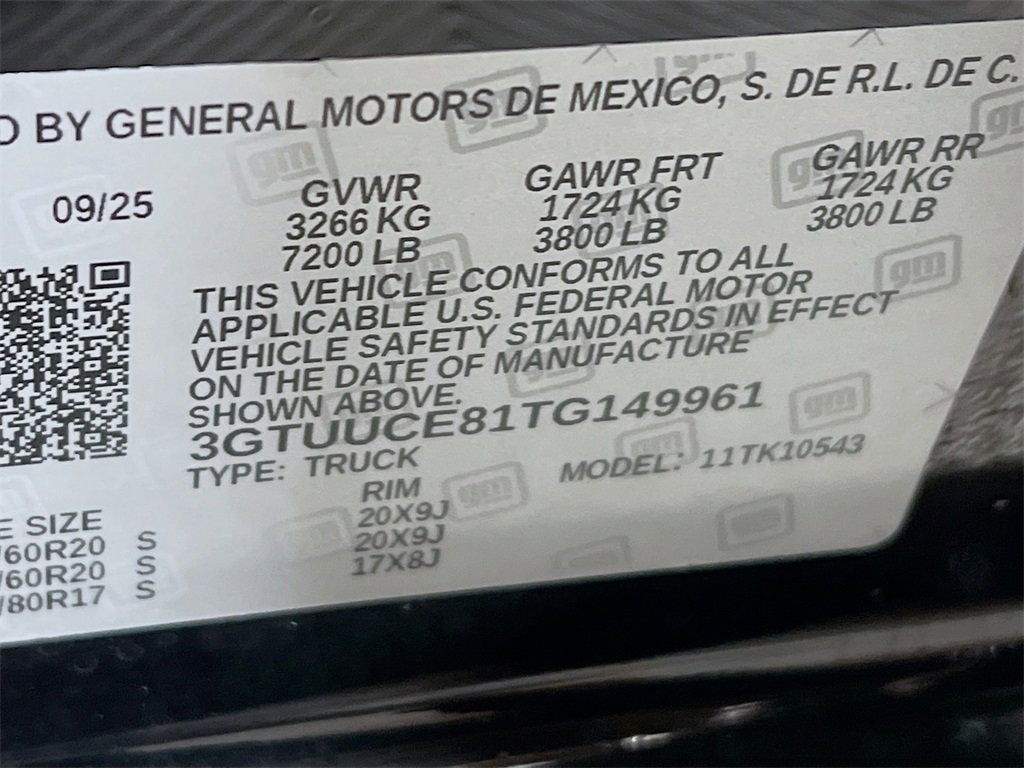 BY GENERAL MOTORS DE MEXICO, S. DE R.L. DE C.
09/25
GVWR GAWR FRT GAWR RR
3266 KG 1724 KG 1724 KG
7200 LB 3800 LB 3800 LB
THIS VEHICLE CONFORMS TO ALL
APPLICABLE U.S. FEDERAL MOTOR
VEHICLE SAFETY STANDARDS IN EFFECT
ON THE DATE OF MANUFACTURE
SHOWN ABOVE.
3GTUUCE81TG149961
TYPE: TRUCK MODEL: 11TK10543
SIZE RIM
/60R20 S 20X9J
/60R20 S 20X9J
/80R17 S 17X8J